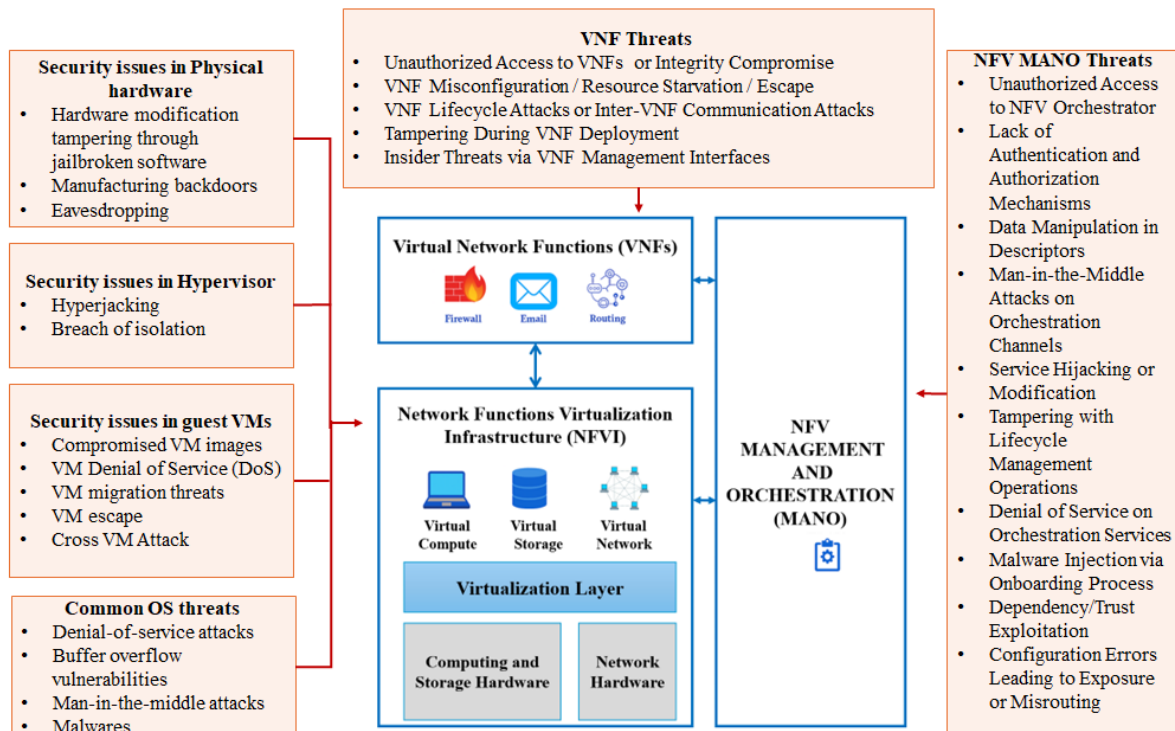 Security issues in Physical
hardware
• Hardware modification
tampering through
jailbroken software
• Manufacturing backdoors
• Eavesdropping
Security issues in Hypervisor
• Hyperjacking
• Breach of isolation
Security issues in guest VMs
• Compromised VM images
• VM Denial of Service (DoS)
• VM migration threats
• VM escape
• Cross VM Attack
Common OS threats
• Denial-of-service attacks
• Buffer overflow
vulnerabilities
• Man-in-the-middle attacks
• Malwares
VNF Threats
• Unauthorized Access to VNFs or Integrity Compromise
• VNF Misconfiguration / Resource Starvation / Escape
• VNF Lifecycle Attacks or Inter-VNF Communication Attacks
• Tampering During VNF Deployment
• Insider Threats via VNF Management Interfaces
Virtual Network Functions (VNFs)
Firewall
Email
Routing
Network Functions Virtualization
Infrastructure (NFVI)
Virtual
Compute
Virtual
Storage
Virtual
Network
Virtualization Layer
Computing and
Storage Hardware
Network
Hardware
NFV
MANAGEMENT
AND
ORCHESTRATION
(MANO)
NFV MANO Threats
• Unauthorized Access
to NFV Orchestrator
• Lack of
Authentication and
Authorization
Mechanisms
• Data Manipulation in
Descriptors
• Man-in-the-Middle
Attacks on
Orchestration
Channels
• Service Hijacking or
Modification
• Tampering with
Lifecycle
Management
Operations
• Denial of Service on
Orchestration Services
• Malware Injection via
Onboarding Process
• Dependency/Trust
Exploitation
• Configuration Errors
Leading to Exposure
or Misrouting